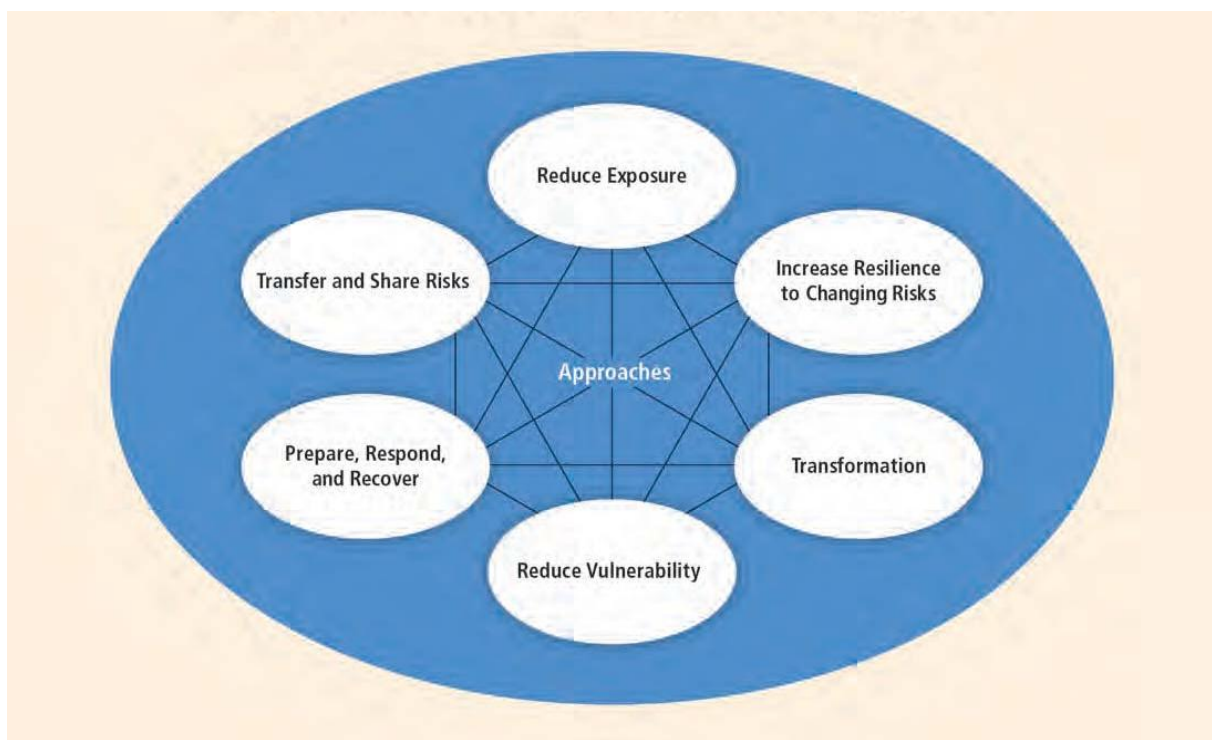 Reduce Exposure
Transfer and Share Risks
Increase Resilience
to Changing Risks
Approaches
Prepare, Respond,
and Recover
Transformation
Reduce Vulnerability